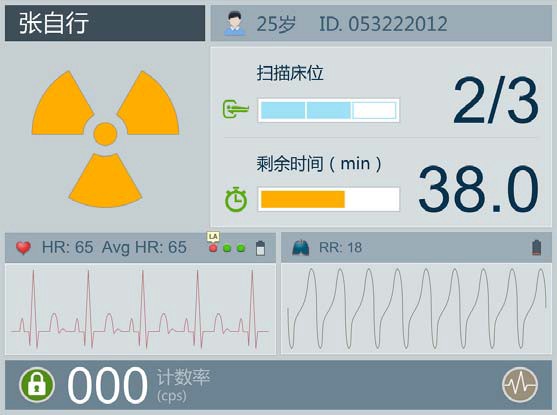 张自行
25岁 ID. 053222012
扫描床位
2/3
剩余时间（min）
38.0
HR: 65 Avg HR: 65
LA
RR: 18
000 计数率
(cps)